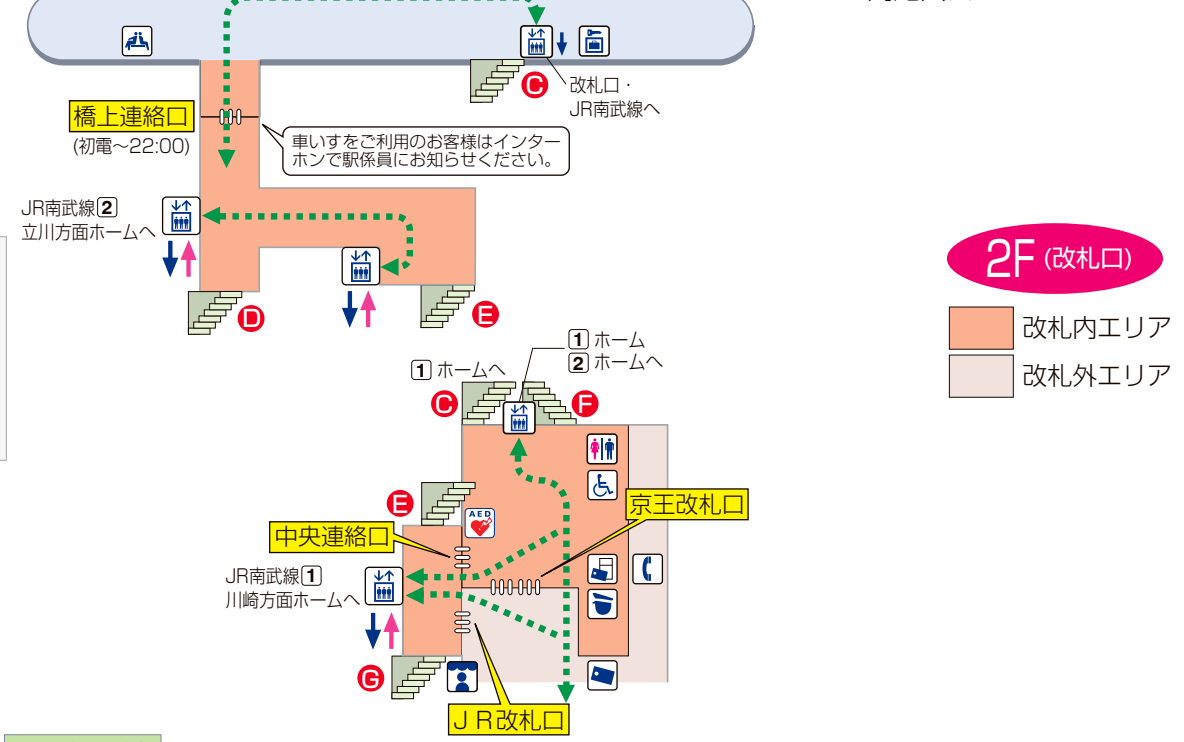 C
改札口・
JR南武線へ
橋上連絡口
(初電～22:00)
車いすをご利用のお客様はインター
ホンで駅係員にお知らせください。
JR南武線2
立川方面ホームへ
D
E
2F (改札口)
改札内エリア
改札外エリア
1 ホーム
2 ホームへ
1 ホームへ
C
F
E
AED
京王改札口
中央連絡口
JR南武線1
川崎方面ホームへ
G
JR改札口